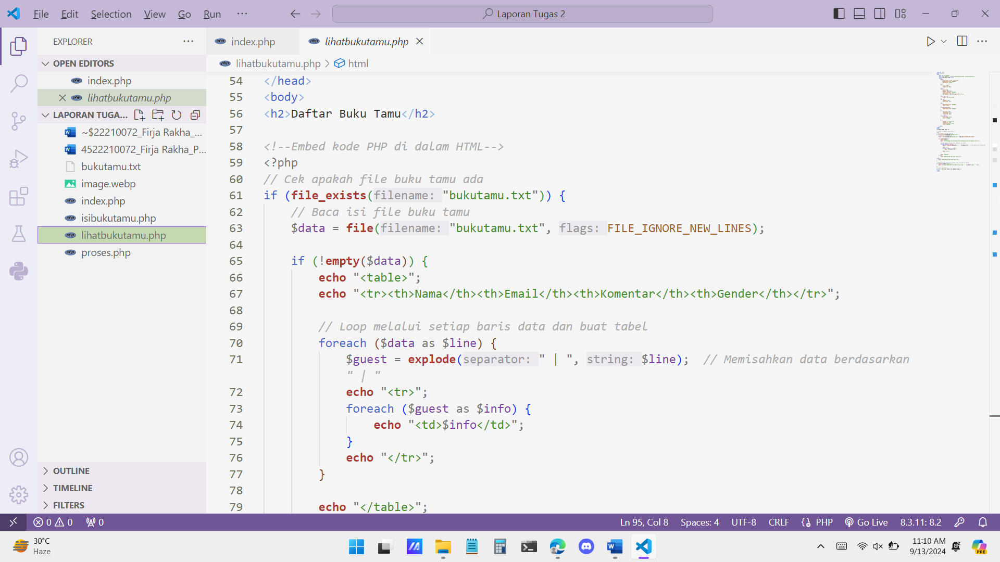 File Edit Selection View Go Run ··· Laporan Tugas 2
EXPLORER
index.php lihatbukutamu.php
OPEN EDITORS
lihatbukutamu.php > html
index.php
lihatbukutamu.php
LAPORAN TUGA...
~$22210072_Firja Rakha_...
4522210072_Firja Rakha_P...
bukutamu.txt
image.webp
index.php
isibukutamu.php
lihatbukutamu.php
proses.php
OUTLINE
TIMELINE
FILTERS
54 </head>
55 <body>
56 <h2>Daftar Buku Tamu</h2>
57
58 <!--Embed kode PHP di dalam HTML-->
59 <?php
60 // Cek apakah file buku tamu ada
61 if (file_exists(filename: "bukutamu.txt")) {
62 // Baca isi file buku tamu
63 $data = file(filename: "bukutamu.txt", flags: FILE_IGNORE_NEW_LINES);
64
65 if (!empty($data)) {
66 echo "<table>";
67 echo "<tr><th>Nama</th><th>Email</th><th>Komentar</th><th>Gender</th></tr>";
68
69 // Loop melalui setiap baris data dan buat tabel
70 foreach ($data as $line) {
71 $guest = explode(separator: " | ", string: $line); // Memisahkan data berdasarkan
" | "
72 echo "<tr>";
73 foreach ($guest as $info) {
74 echo "<td>$info</td>";
75 }
76 echo "</tr>";
77 }
78
79 echo "</table>";
0 0 0 Ln 95, Col 8 Spaces: 4 UTF-8 CRLF PHP Go Live 8.3.11: 8.2
30°C
Haze
11:10 AM
9/13/2024
PRE